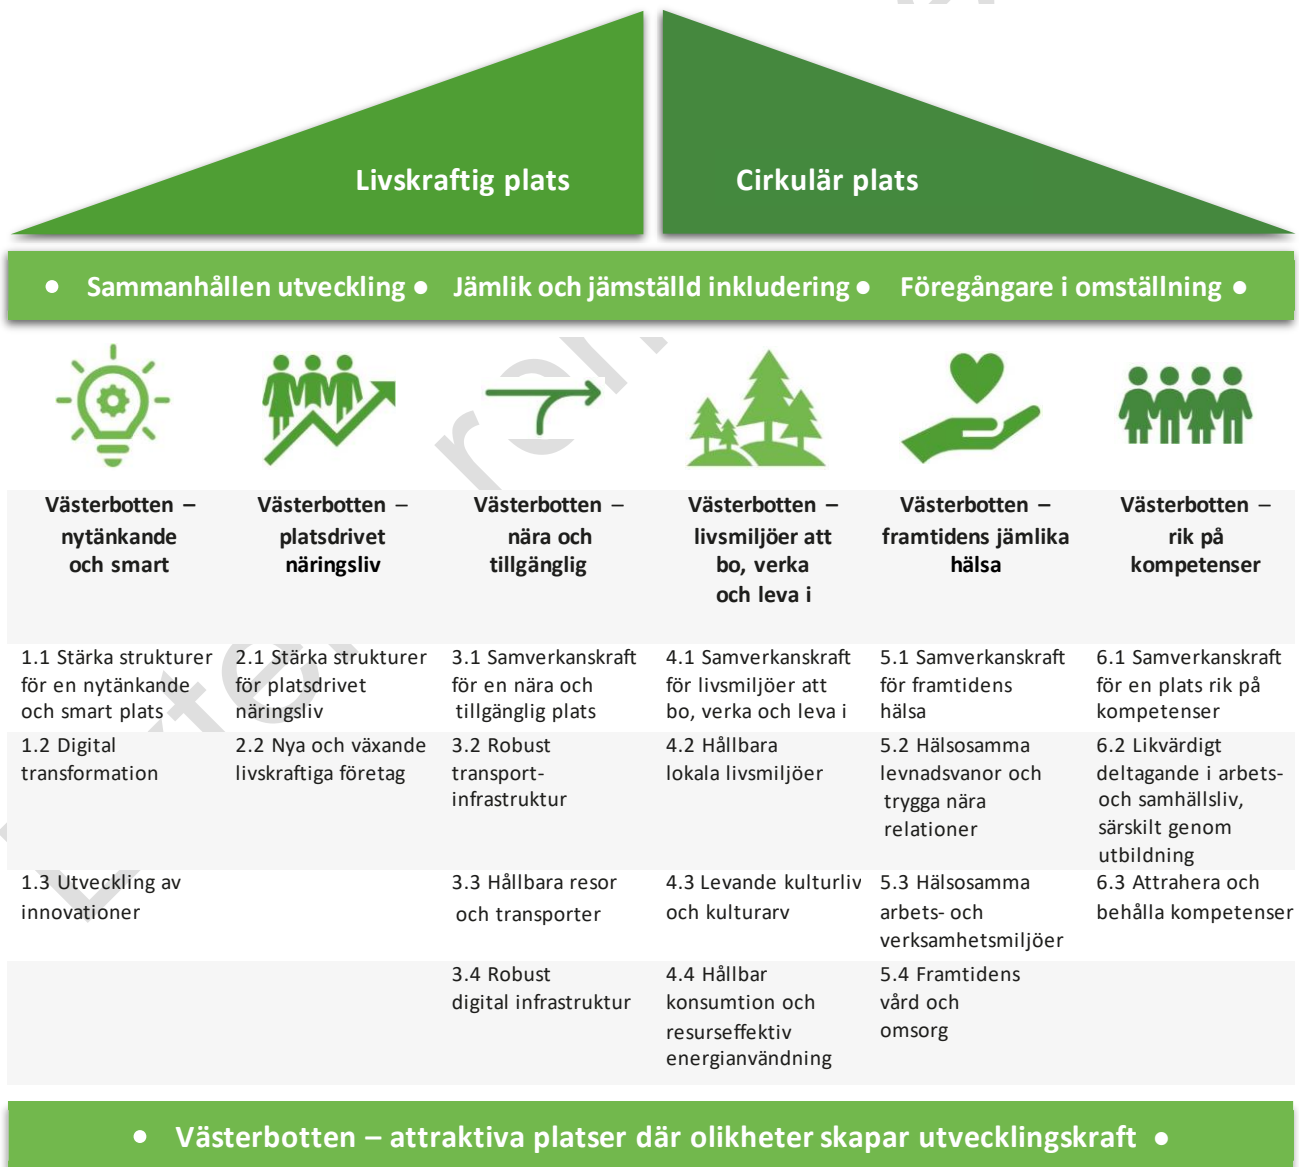 Livskraftig plats
Cirkulär plats
● Sammanhållen utveckling ● Jämlik och jämställd inkludering ● Föregångare i omställning ●
Västerbotten –
nytänkande
och smart
Västerbotten –
platsdrivet
näringsliv
Västerbotten –
nära och
tillgänglig
Västerbotten –
livsmiljöer att
bo, verka
och leva i
Västerbotten –
framtidens jämlika
hälsa
Västerbotten –
rik på
kompetenser
1.1 Stärka strukturer
för en nytänkande
och smart plats
2.1 Stärka strukturer
för platsdrivet
näringsliv
3.1 Samverkanskraft
för en nära och
tillgänglig plats
4.1 Samverkanskraft
för livsmiljöer att
bo, verka och leva i
5.1 Samverkanskraft
för framtidens
hälsa
6.1 Samverkanskraft
för en plats rik på
kompetenser
1.2 Digital
transformation
2.2 Nya och växande
livskraftiga företag
3.2 Robust
transport-
infrastruktur
4.2 Hållbara
lokala livsmiljöer
5.2 Hälsosamma
levnadsvanor och
trygga nära
relationer
6.2 Likvärdigt
deltagande i arbets-
och samhällsliv,
särskilt genom
utbildning
1.3 Utveckling av
innovationer
3.3 Hållbara resor
och transporter
4.3 Levande kulturliv
och kulturarv
5.3 Hälsosamma
arbets- och
verksamhetsmiljöer
6.3 Attrahera och
behålla kompetenser
3.4 Robust
digital infrastruktur
4.4 Hållbar
konsumtion och
resurseffektiv
energianvändning
5.4 Framtidens
vård och
omsorg
● Västerbotten – attraktiva platser där olikheter skapar utvecklingskraft ●